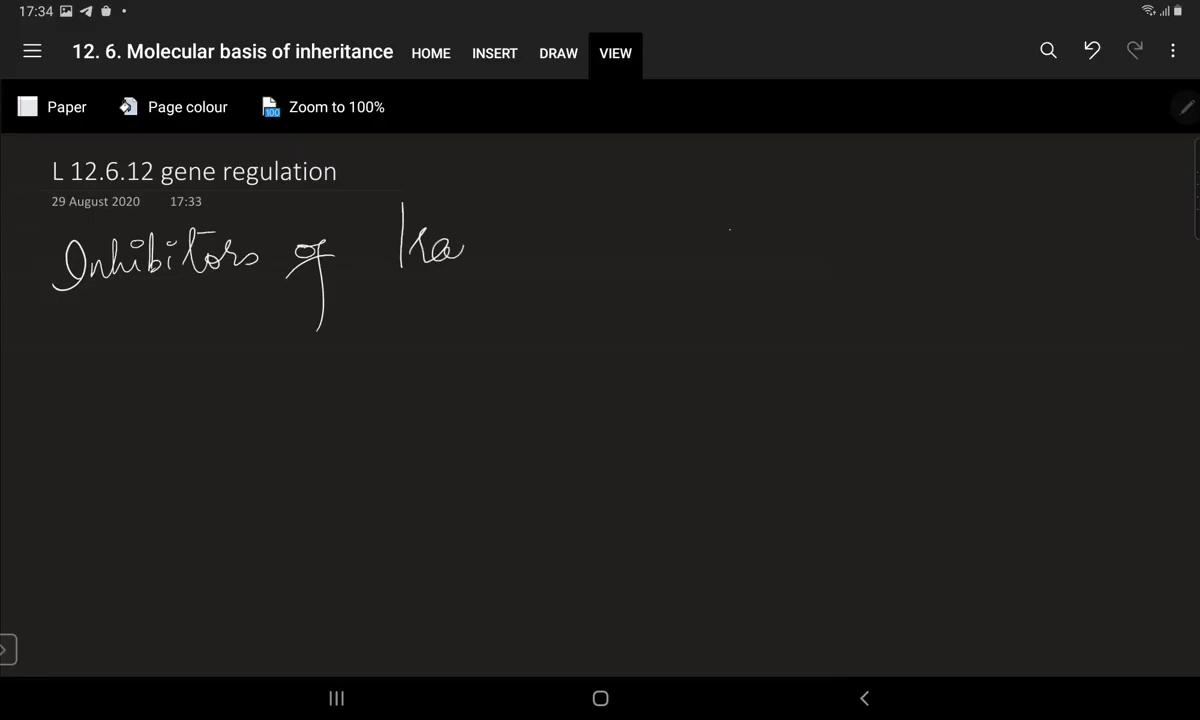 17:34
12. 6. Molecular basis of inheritance HOME INSERT DRAW VIEW
Paper Page colour 100 Zoom to 100%
L 12.6.12 gene regulation
29 August 2020 17:33
Inhibitors of